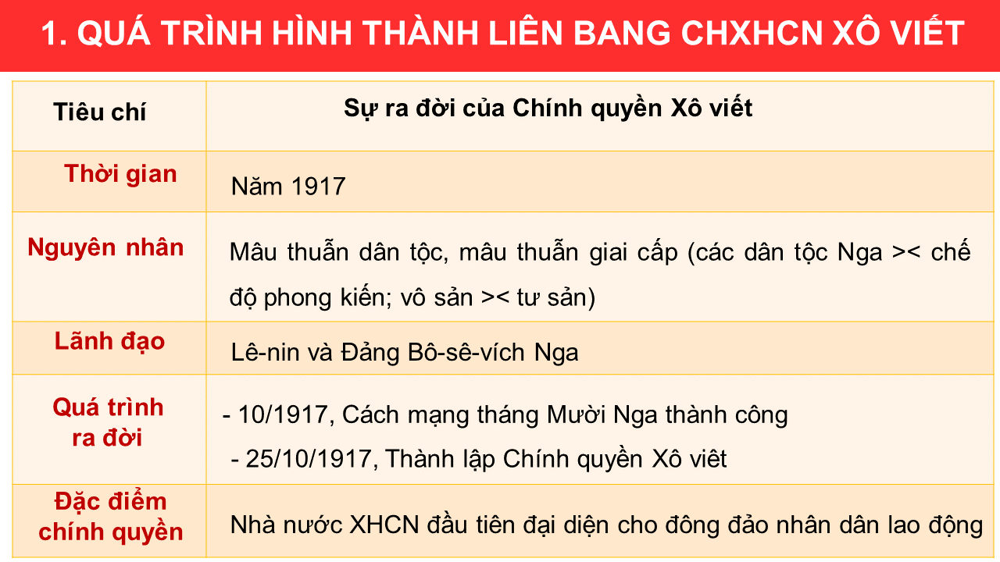 1. QUÁ TRÌNH HÌNH THÀNH LIÊN BANG CHXHCN XÔ VIẾT
Tiêu chí
Sự ra đời của Chính quyền Xô viết
Thời gian
Năm 1917
Nguyên nhân
Mâu thuẫn dân tộc, mâu thuẫn giai cấp (các dân tộc Nga >< chế
độ phong kiến; vô sản >< tư sản)
Lãnh đạo
Lê-nin và Đảng Bô-sê-vích Nga
Quá trình
ra đời
- 10/1917, Cách mạng tháng Mười Nga thành công
- 25/10/1917, Thành lập Chính quyền Xô viêt
Đặc điểm
chính quyền
Nhà nước XHCN đầu tiên đại diện cho đông đảo nhân dân lao động